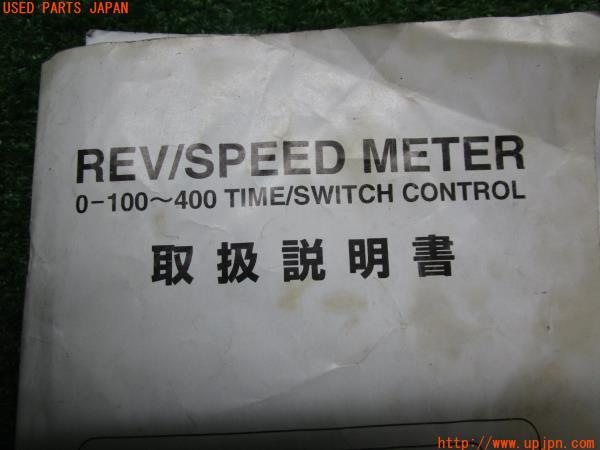 USED PARTS JAPAN
REV/SPEED METER
0-100～400 TIME/SWITCH CONTROL
取扱説明書
http://www.upjpn.com